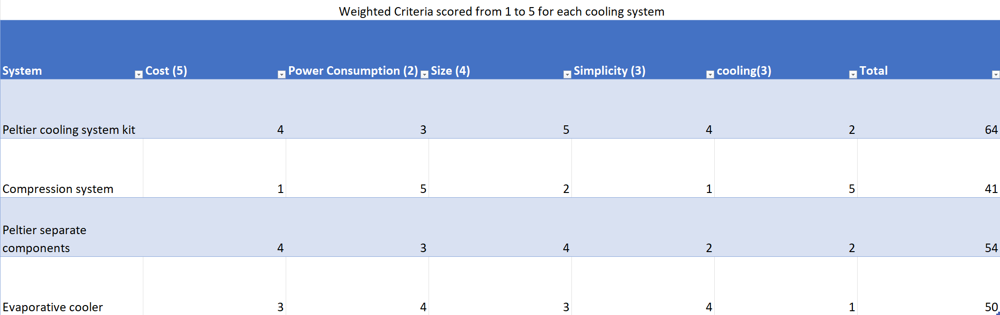 Weighted Criteria scored from 1 to 5 for each cooling system
System Cost (5) Power Consumption (2) Size (4) Simplicity (3) cooling(3) Total
Peltier cooling system kit 4 3 5 4 2 64
Compression system 1 5 2 1 5 41
Peltier separate
components 4 3 4 2 2 54
Evaporative cooler 3 4 3 4 1 50